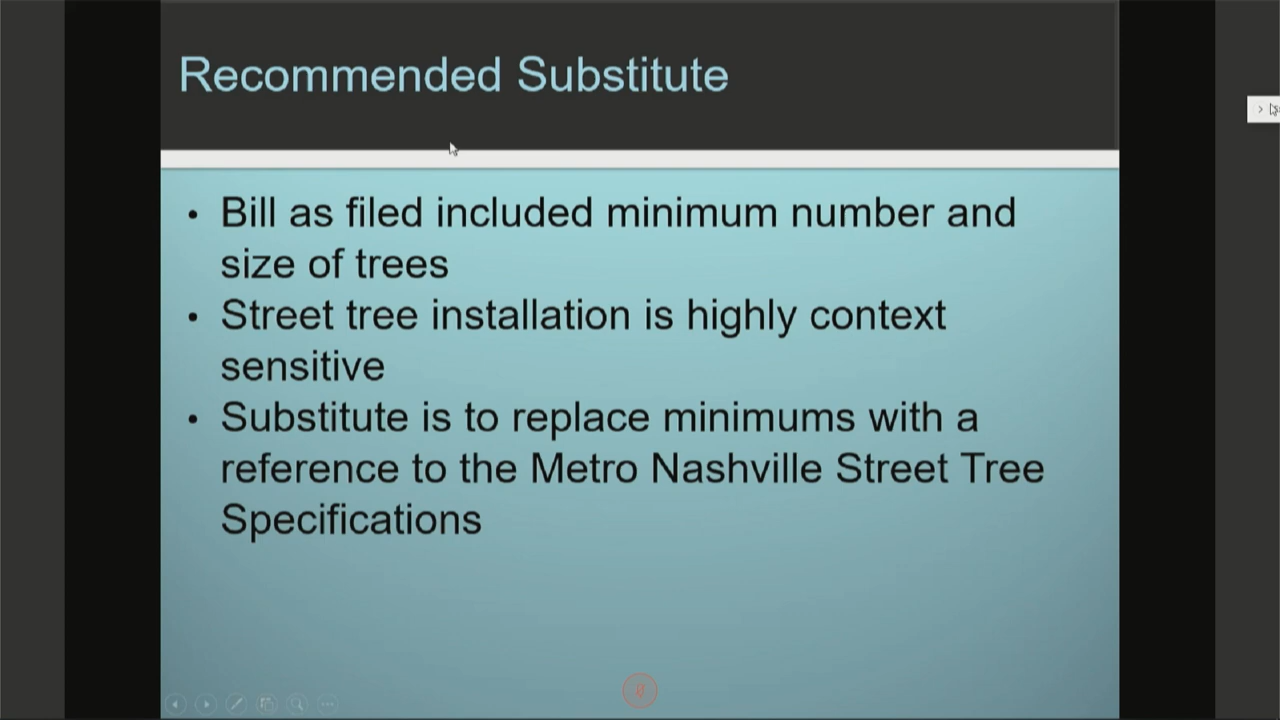 Recommended Substitute
• Bill as filed included minimum number and
size of trees
• Street tree installation is highly context
sensitive
• Substitute is to replace minimums with a
reference to the Metro Nashville Street Tree
Specifications